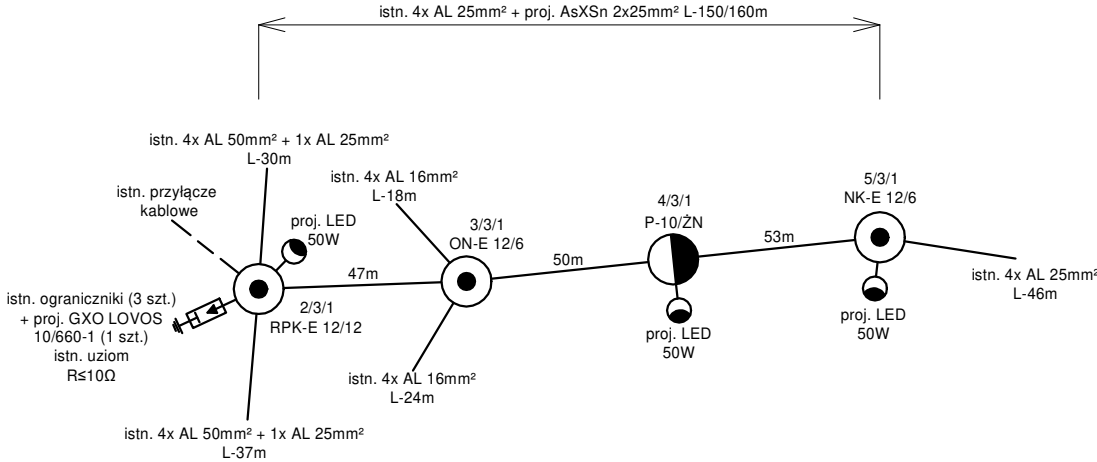 istn. 4x AL 25mm² + proj. AsXSn 2x25mm² L-150/160m
istn. 4x AL 50mm² + 1x AL 25mm²
L-30m
istn. przyłącze
kablowe
proj. LED
50W
istn. 4x AL 16mm²
L-18m
3/3/1
ON-E 12/6
4/3/1
P-10/ŻN
5/3/1
NK-E 12/6
47m
50m
53m
istn. ograniczniki (3 szt.)
+ proj. GXO LOVOS
10/660-1 (1 szt.)
istn. uziom
R≤10Ω
2/3/1
RPK-E 12/12
proj. LED
50W
proj. LED
50W
istn. 4x AL 25mm²
L-46m
istn. 4x AL 16mm²
L-24m
istn. 4x AL 50mm² + 1x AL 25mm²
L-37m